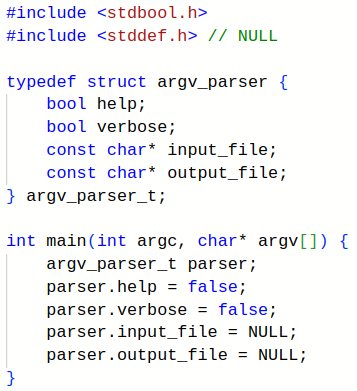 #include <stdbool.h>
#include <stddef.h> // NULL

typedef struct argv_parser {
    bool help;
    bool verbose;
    const char* input_file;
    const char* output_file;
} argv_parser_t;

int main(int argc, char* argv[]) {
    argv_parser_t parser;
    parser.help = false;
    parser.verbose = false;
    parser.input_file = NULL;
    parser.output_file = NULL;
}